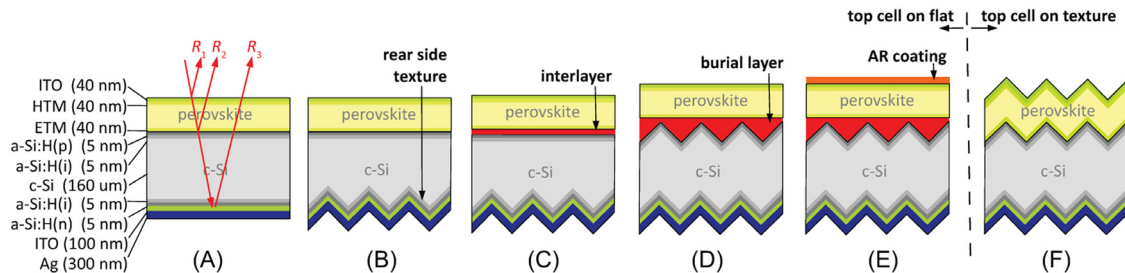 top cell on flat
top cell on texture
R1 R2 R3
rear side
texture
interlayer
burial layer
AR coating
ITO (40 nm)
HTM (40 nm)
ETM (40 nm)
a-Si:H(p) (5 nm)
a-Si:H(i) (5 nm)
c-Si (160 um)
a-Si:H(i) (5 nm)
a-Si:H(n) (5 nm)
ITO (100 nm)
Ag (300 nm)
perovskite
c-Si
(A)
perovskite
c-Si
(B)
perovskite
c-Si
(C)
perovskite
c-Si
(D)
perovskite
c-Si
(E)
perovskite
c-Si
(F)